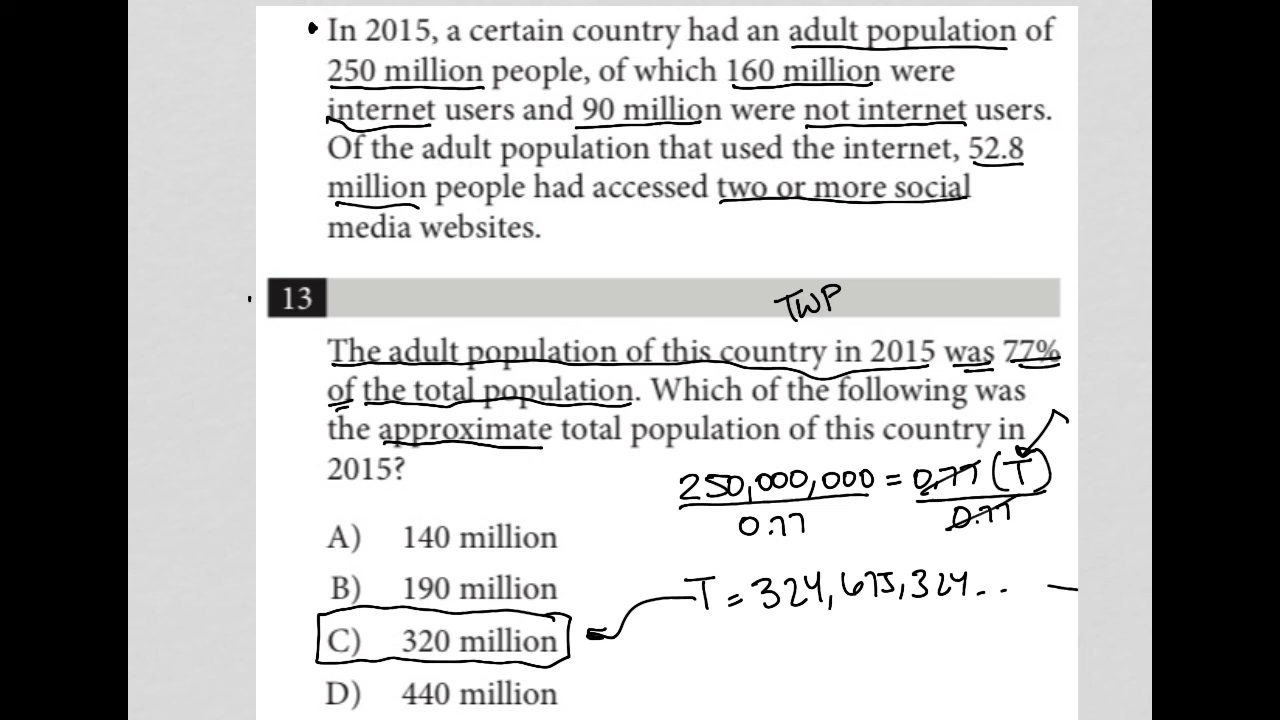 • In 2015, a certain country had an adult population of
250 million people, of which 160 million were
internet users and 90 million were not internet users.
Of the adult population that used the internet, 52.8
million people had accessed two or more social
media websites.
13
TWP
The adult population of this country in 2015 was 77%
of the total population. Which of the following was
the approximate total population of this country in
2015?
250,000,000 = 0.77 (T)
0.77 0.77
A) 140 million
B) 190 million
T = 324,675,324..
C) 320 million
D) 440 million